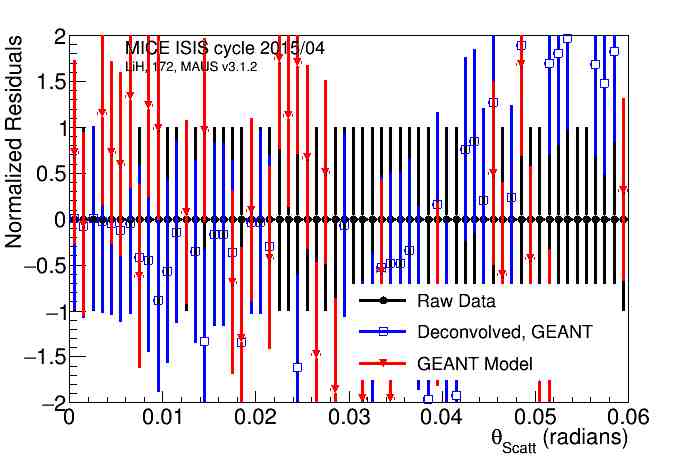 2
MICE ISIS cycle 2015/04
LiH, 172, MAUS v3.1.2
1.5
1
0.5
0
−0.5
−1
−1.5
−2
Normalized Residuals
Raw Data
Deconvolved, GEANT
GEANT Model
0 0.01 0.02 0.03 0.04 0.05 0.06
θScatt (radians)